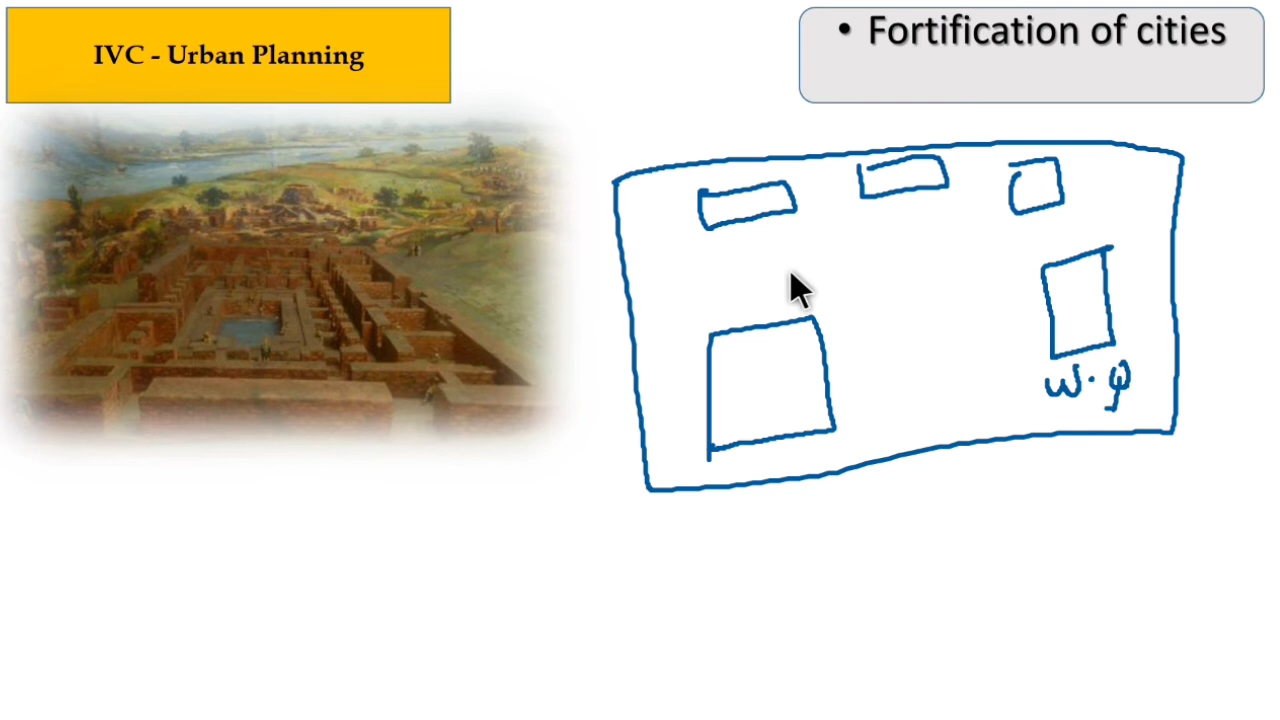 IVC - Urban Planning
• Fortification of cities